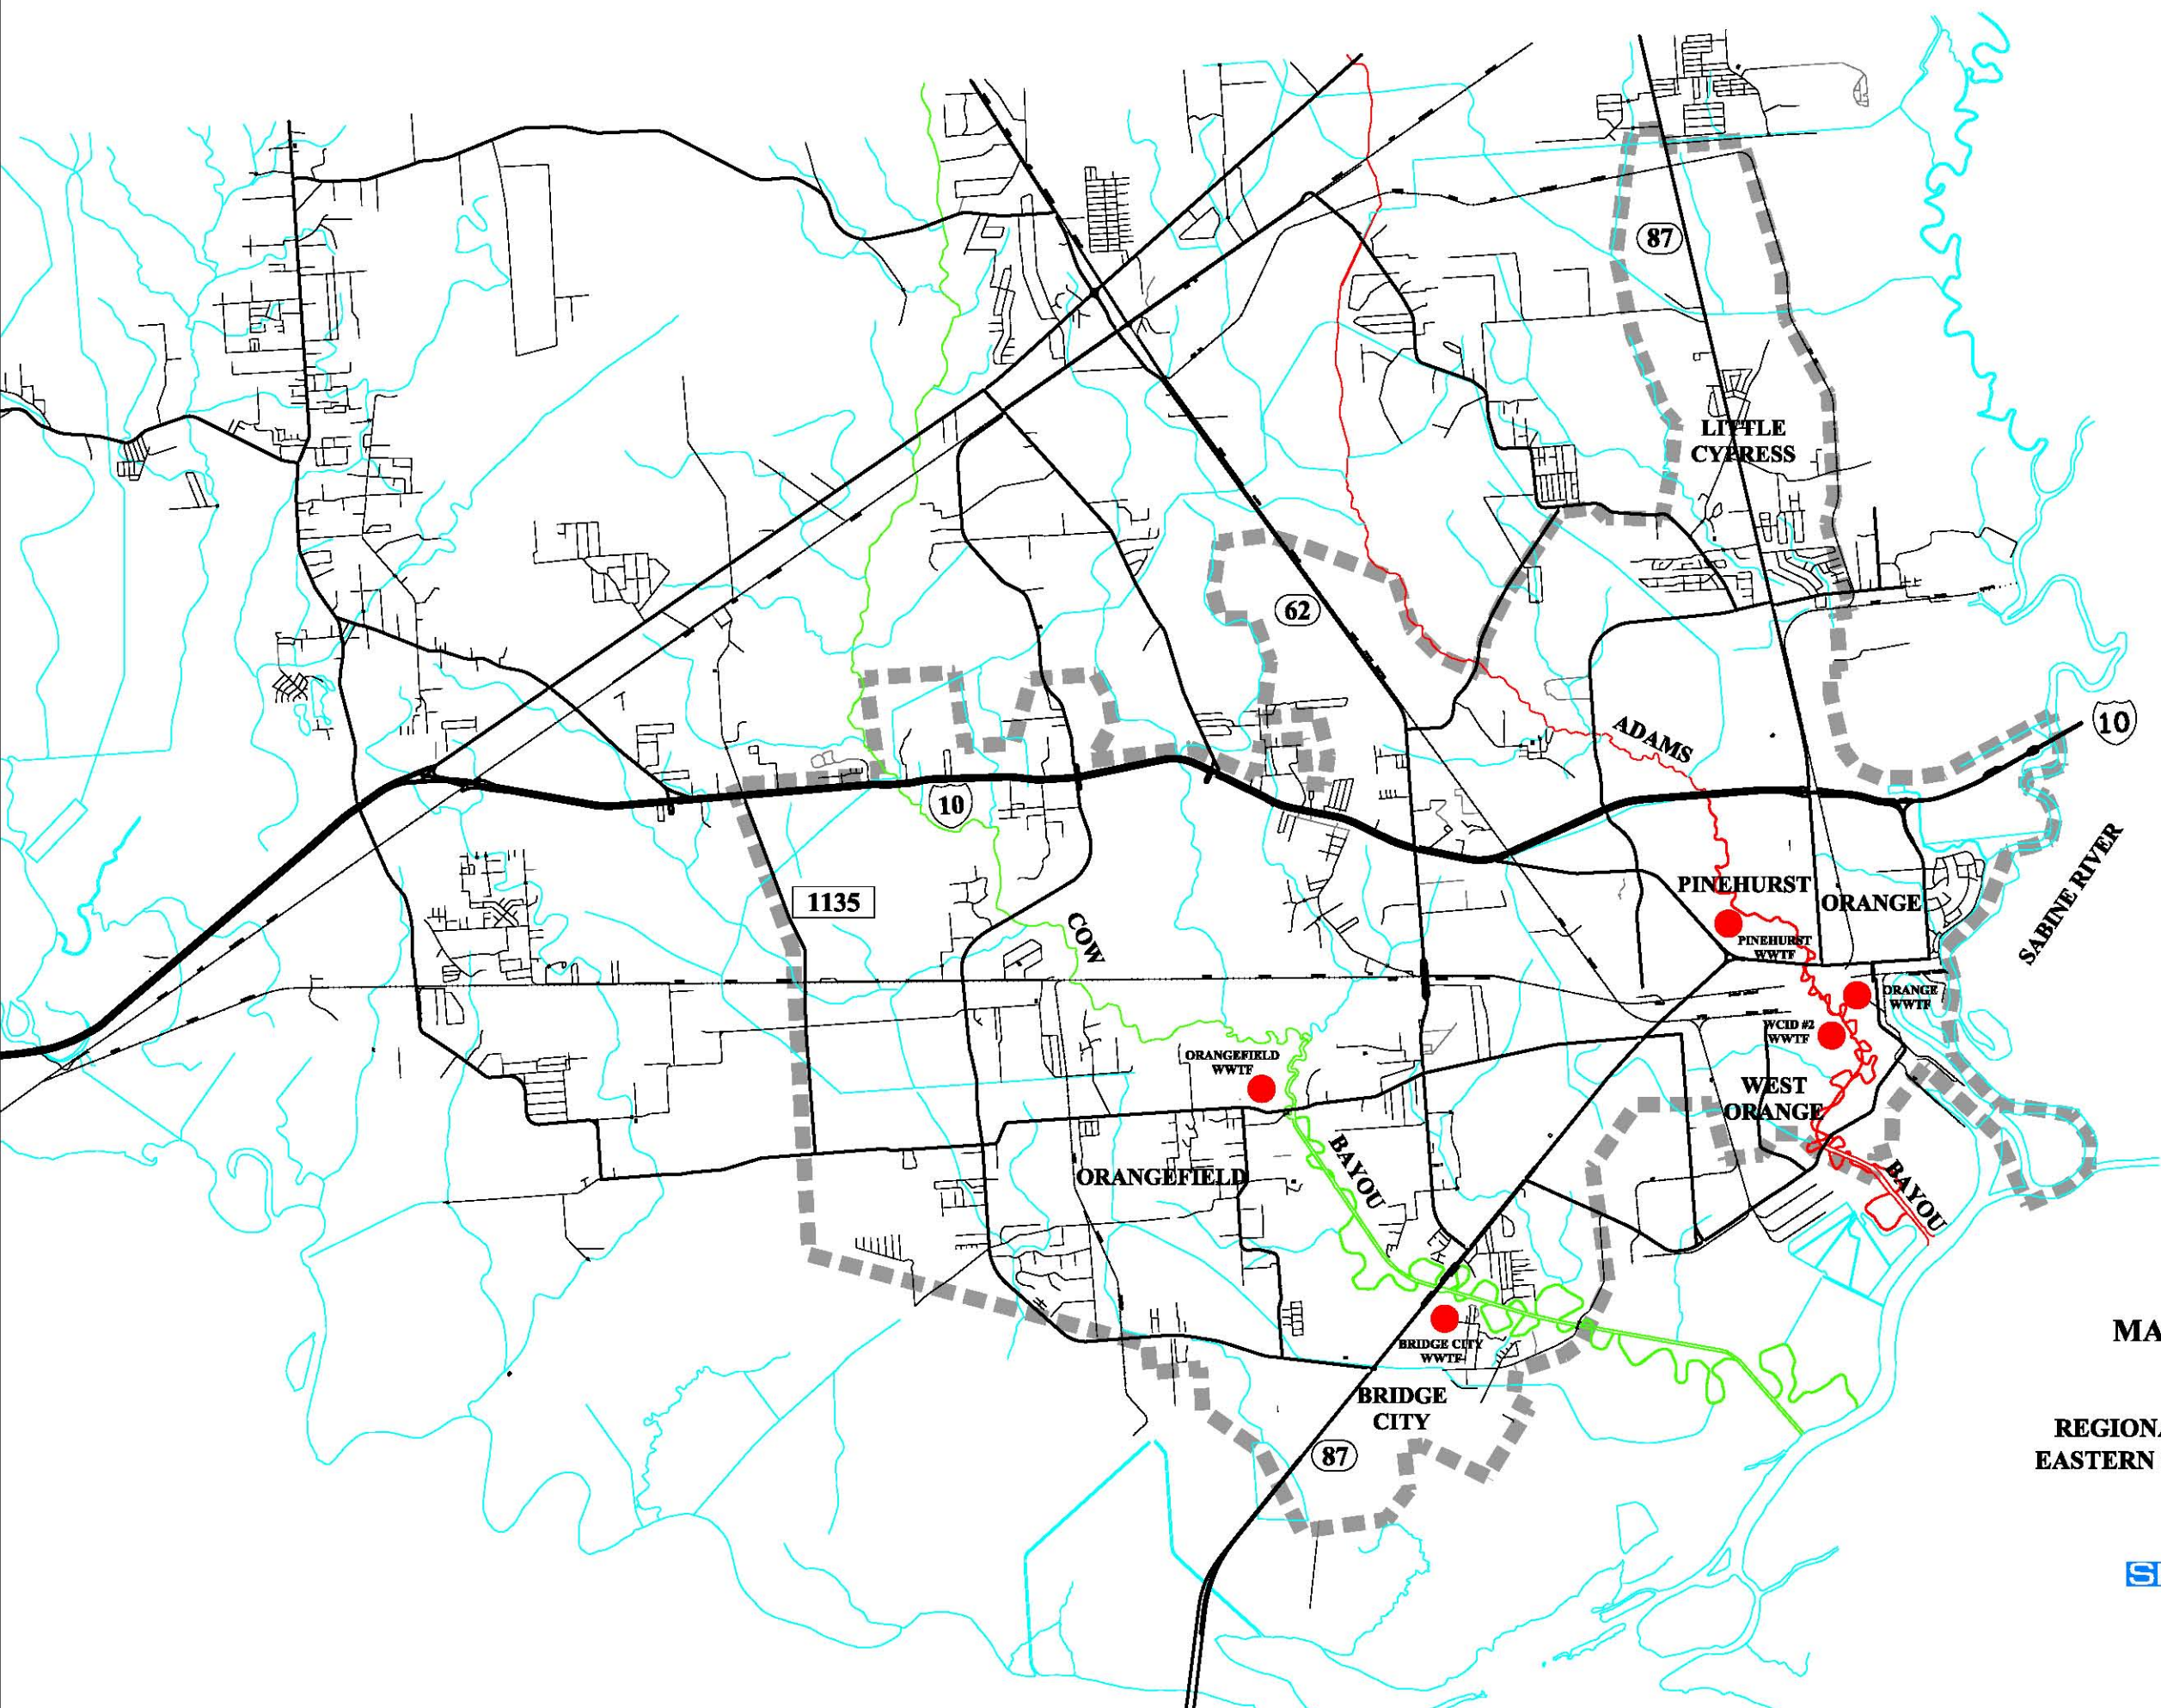 87
LITTLE
CYPRESS
62
10
ADAMS
10
SABINE RIVER
1135
COW
PINEHURST
ORANGE
PINEHURST
WWTF
ORANGE
WWTF
WCID #2
WWTF
ORANGEFIELD
WWTF
WEST
ORANGE
ORANGEFIELD
BAYOU
BAYOU
BRIDGE CITY
WWTF
BRIDGE
CITY
87
MA
REGIONA
EASTERN